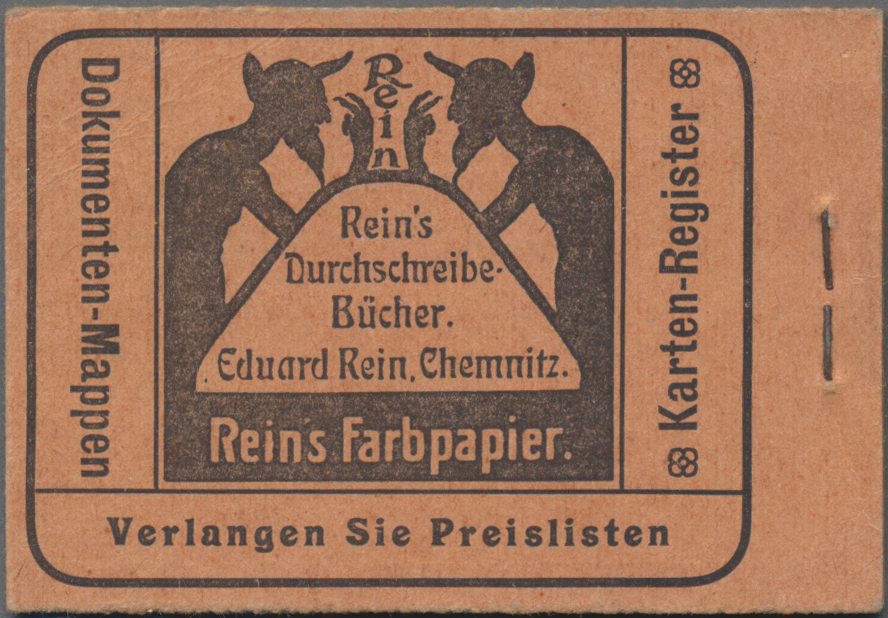 Dokumenten-Mappen
Rein
Rein's
Durchschreibe-
Bücher.
Eduard Rein, Chemnitz.
Rein's Farbpapier.
Karten-Register
Verlangen Sie Preislisten